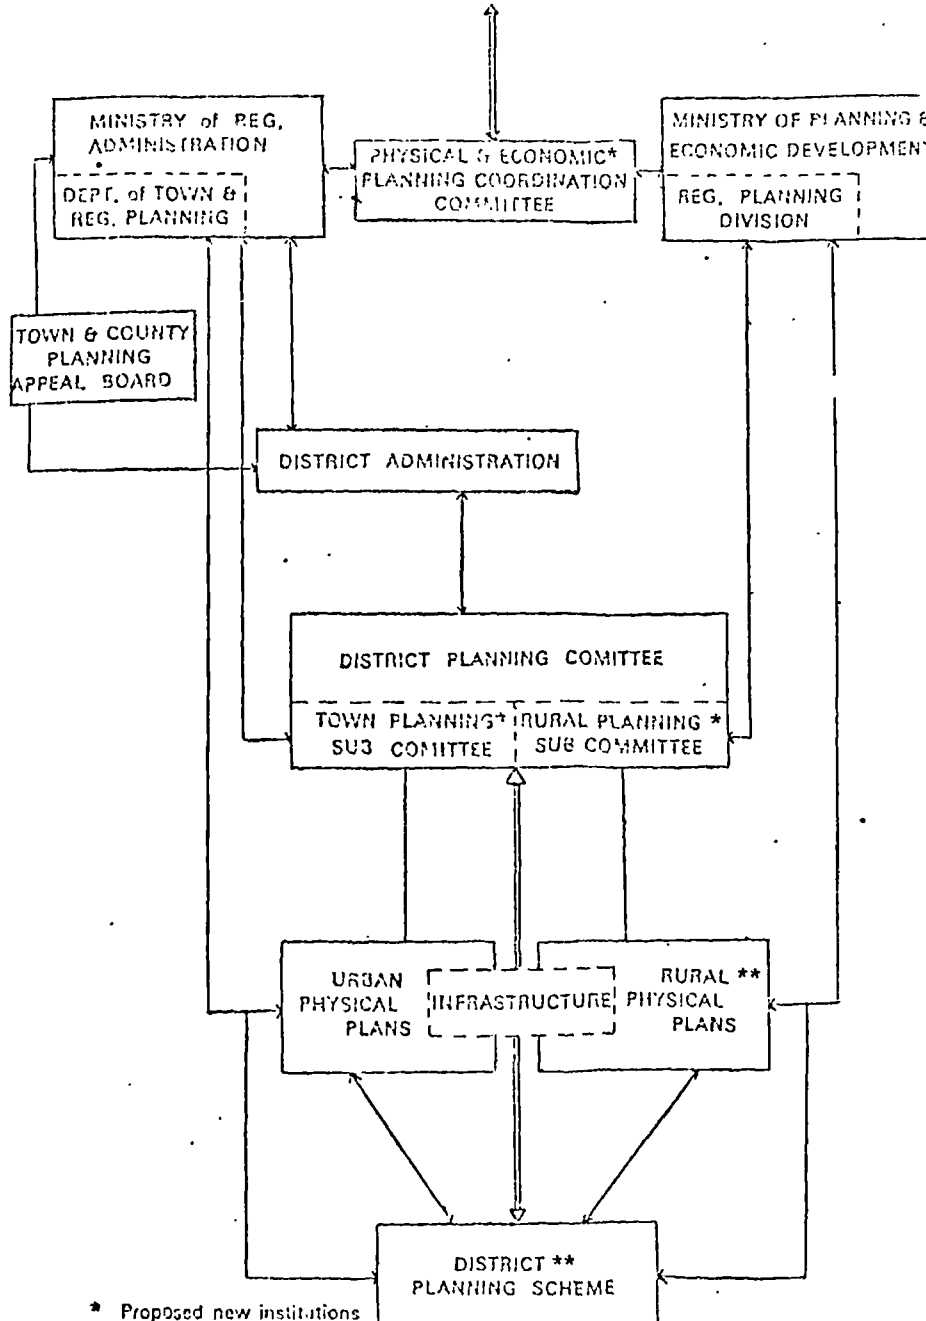 MINISTRY of REG.
ADMINISTRATION
DEPT. of TOWN &
REG. PLANNING
PHYSICAL & ECONOMIC*
PLANNING COORDINATION
COMMITTEE
MINISTRY OF PLANNING &
ECONOMIC DEVELOPMENT
REG. PLANNING
DIVISION
TOWN & COUNTY
PLANNING
APPEAL BOARD
DISTRICT ADMINISTRATION
DISTRICT PLANNING COMITTEE
TOWN PLANNING*
SUB COMITTEE
RURAL PLANNING *
SUB COMMITTEE
URBAN
PHYSICAL
PLANS
INFRASTRUCTURE
RURAL **
PHYSICAL
PLANS
DISTRICT **
PLANNING SCHEME
* Proposed new institutions